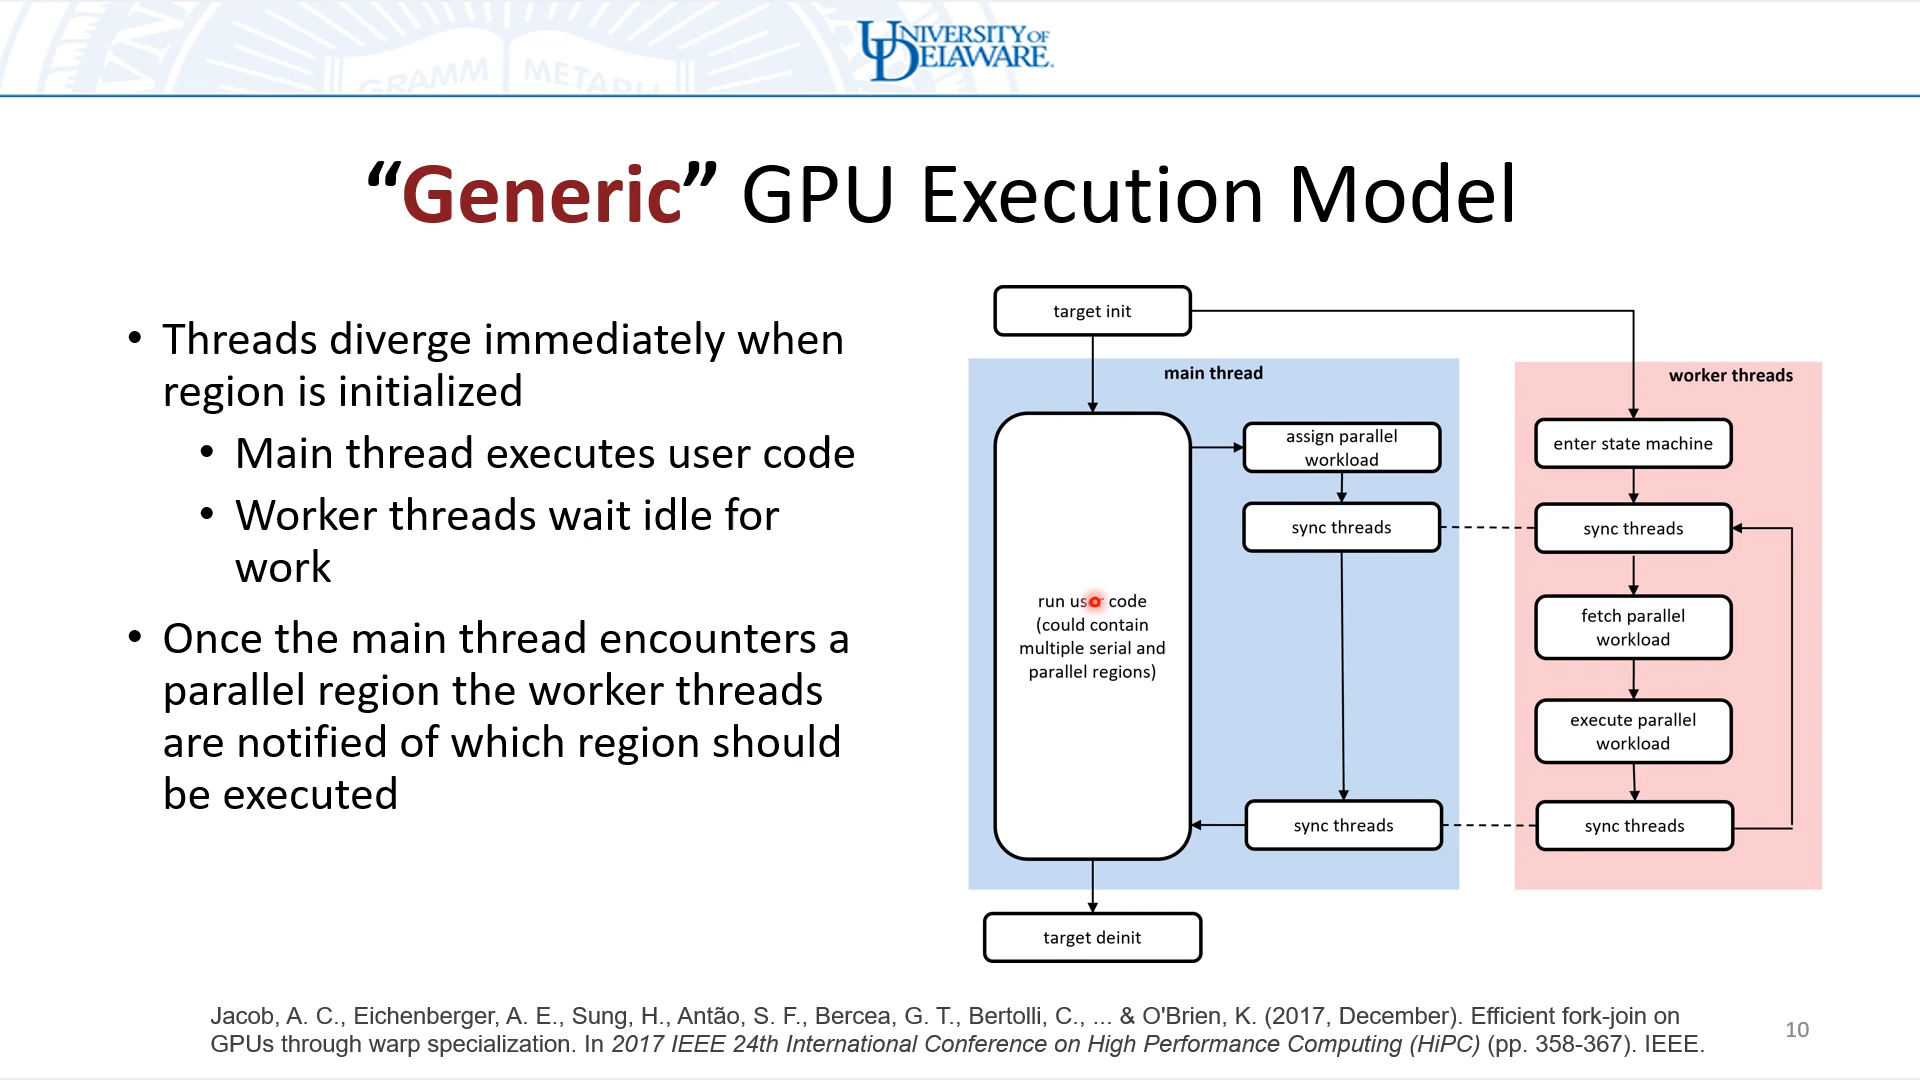 GRAMM METAPH
UNIVERSITY OF
DELAWARE.
“Generic” GPU Execution Model
• Threads diverge immediately when
region is initialized
• Main thread executes user code
• Worker threads wait idle for
work
• Once the main thread encounters a
parallel region the worker threads
are notified of which region should
be executed
target init
main thread
run user code
(could contain
multiple serial and
parallel regions)
assign parallel
workload
sync threads
sync threads
target deinit
worker threads
enter state machine
sync threads
fetch parallel
workload
execute parallel
workload
sync threads
Jacob, A. C., Eichenberger, A. E., Sung, H., Antão, S. F., Bercea, G. T., Bertolli, C., ... & O'Brien, K. (2017, December). Efficient fork-join on
GPUs through warp specialization. In 2017 IEEE 24th International Conference on High Performance Computing (HiPC) (pp. 358-367). IEEE.
10